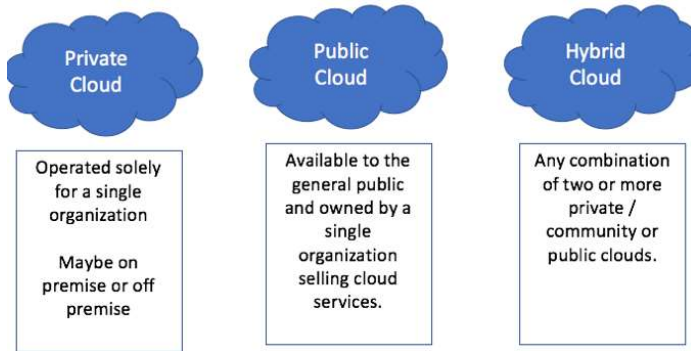 Private
Cloud
Operated solely
for a single
organization
Maybe on
premise or off
premise
Public
Cloud
Available to the
general public
and owned by a
single
organization
selling cloud
services.
Hybrid
Cloud
Any combination
of two or more
private /
community or
public clouds.